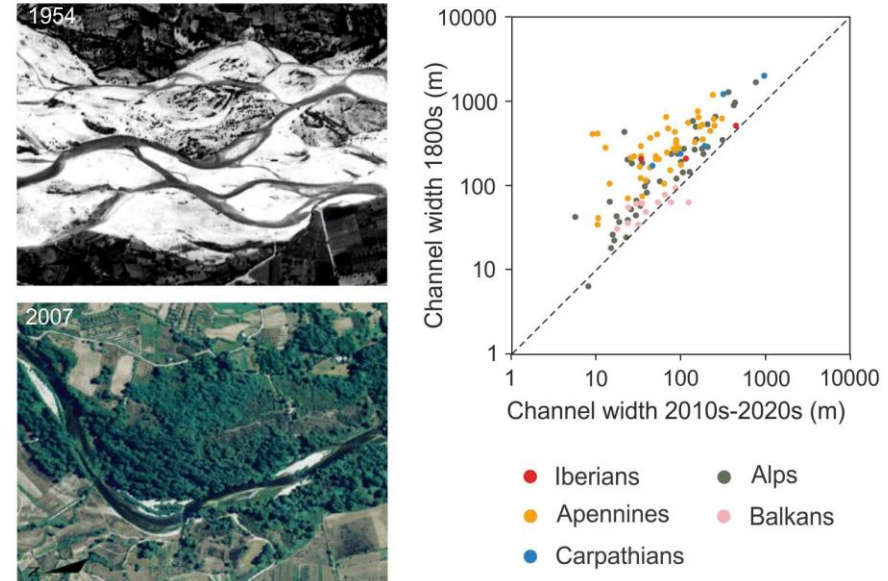 1954
2007
10000
1000
100
10
1
Channel width 1800s (m)
1 10 100 1000 10000
Channel width 2010s-2020s (m)
Iberians
Alps
Apennines
Balkans
Carpathians